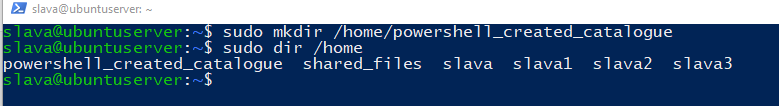 slava@ubuntuserver: ~
slava@ubuntuserver:~$ sudo mkdir /home/powershell_created_catalogue
slava@ubuntuserver:~$ sudo dir /home
powershell_created_catalogue  shared_files  slava  slava1  slava2  slava3
slava@ubuntuserver:~$